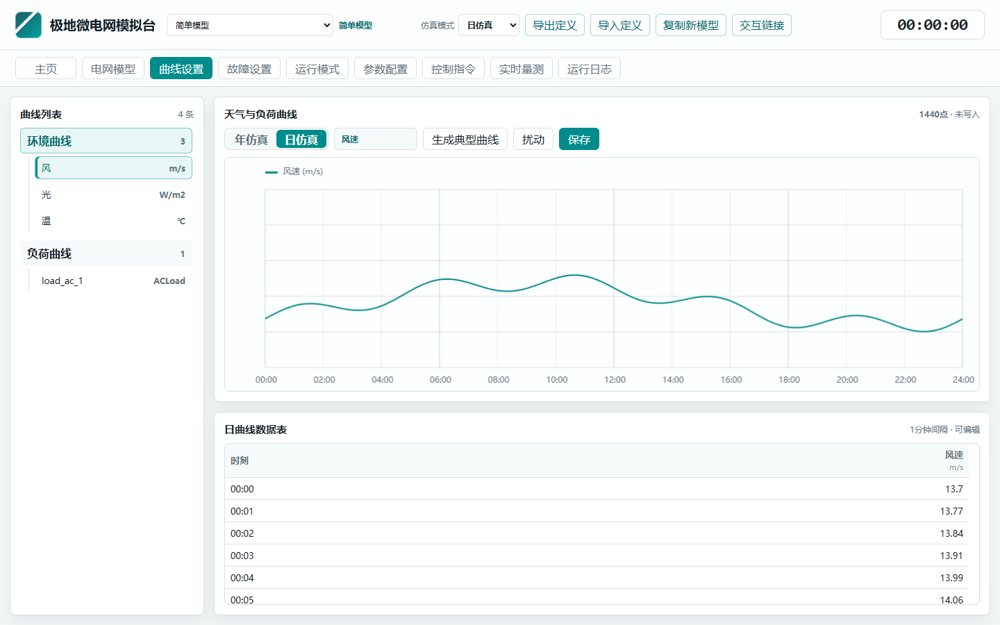 极地微电网模拟台
简单模型
简单模型
仿真模式
日仿真
导出定义
导入定义
复制新模型
交互链接
00:00:00
主页
电网模型
曲线设置
故障设置
运行模式
参数配置
控制指令
实时量测
运行日志
曲线列表
4 条
环境曲线
3
风
m/s
光
W/m2
温
℃
负荷曲线
1
load_ac_1
ACLoad
天气与负荷曲线
1440点 · 未写入
年仿真
日仿真
风速
生成典型曲线
扰动
保存
风速 (m/s)
00:00
02:00
04:00
06:00
08:00
10:00
12:00
14:00
16:00
18:00
20:00
22:00
24:00
日曲线数据表
1分钟间隔 · 可编辑
时刻
风速
m/s
00:00
13.7
00:01
13.77
00:02
13.84
00:03
13.91
00:04
13.99
00:05
14.06